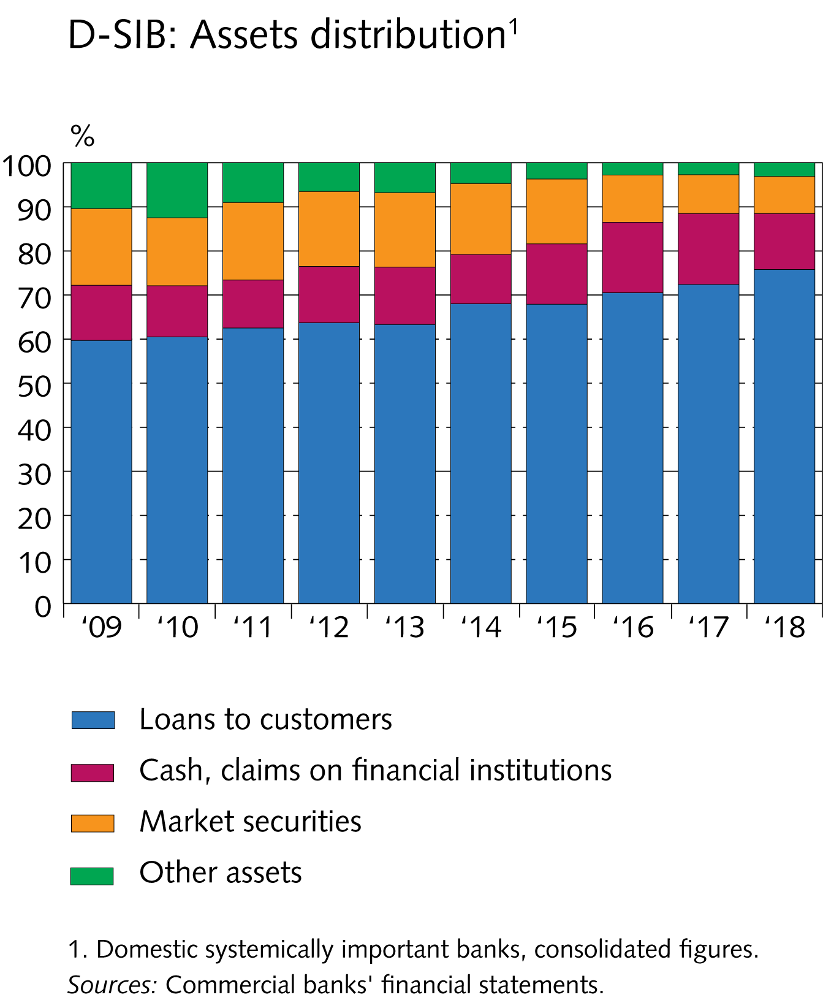 D-SIB: Assets distribution¹
%
100
90
80
70
60
50
40
30
20
10
0
‘09 ‘10 ‘11 ‘12 ‘13 ‘14 ‘15 ‘16 ‘17 ‘18
Loans to customers
Cash, claims on financial institutions
Market securities
Other assets
1. Domestic systemically important banks, consolidated figures.
Sources: Commercial banks' financial statements.